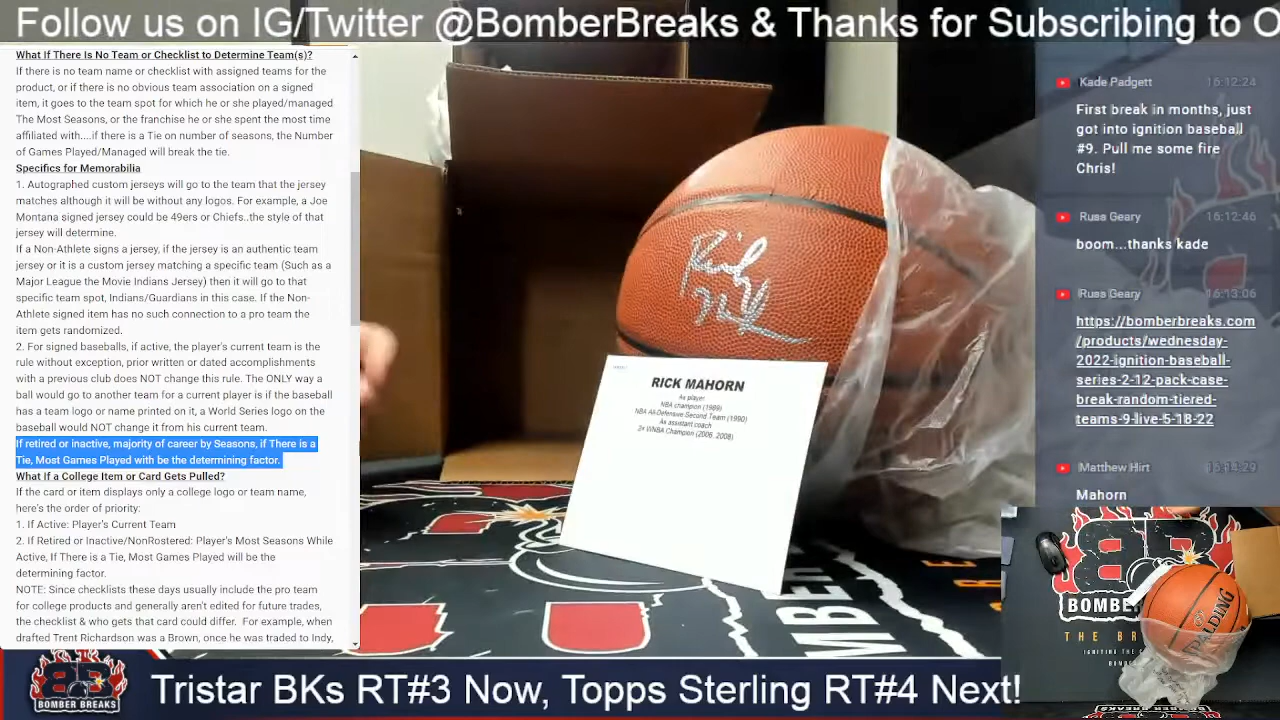 Follow us on IG/Twitter @BomberBreaks & Thanks for Subscribing to O
What If There Is No Team or Checklist to Determine Team(s)?
If there is no team name or checklist with assigned teams for the
product, or if there is no obvious team association on a signed
item, it goes to the team spot for which he or she played/managed
The Most Seasons, or the franchise he or she spent the most time
affiliated with....if there is a Tie on number of seasons, the Number
of Games Played/Managed will break the tie.
Specifics for Memorabilia
1. Autographed custom jerseys will go to the team that the jersey
matches although it will be without any logos. For example, a Joe
Montana signed jersey could be 49ers or Chiefs..the style of that
jersey will determine.
If a Non-Athlete signs a jersey, if the jersey is an authentic team
jersey or it is a custom jersey matching a specific team (Such as a
Major League the Movie Indians Jersey) then it will go to that
specific team spot, Indians/Guardians in this case. If the Non-
Athlete signed item has no such connection to a pro team the
item gets randomized.
2. For signed baseballs, if active, the player's current team is the
rule without exception, prior written or dated accomplishments
with a previous club does NOT change this rule. The ONLY way a
ball would go to another team for a current player is if the baseball
has a team logo or name printed on it, a World Series logo on the
baseball would NOT change it from his current team.
If retired or inactive, majority of career by Seasons, if There is a
Tie, Most Games Played with be the determining factor.
What If a College Item or Card Gets Pulled?
If the card or item displays only a college logo or team name,
here's the order of priority:
1. If Active: Player's Current Team
2. If Retired or Inactive/NonRostered: Player's Most Seasons While
Active, If There is a Tie, Most Games Played will be the
determining factor.
NOTE: Since checklists these days usually include the pro team
for college products and generally aren't edited for future trades,
the checklist & who gets that card could differ. For example, when
drafted Trent Richardson was a Brown, once he was traded to Indy,
RICK MAHORN
As player
NBA champion (1989)
NBA All-Defensive Second Team (1990)
As assistant coach
2x WNBA Champion (2006, 2008)
Kade Padgett 16:12:24
First break in months, just
got into ignition baseball
#9. Pull me some fire
Chris!
Russ Geary 16:12:46
boom...thanks kade
Russ Geary 16:13:06
https://bomberbreaks.com
/products/wednesday-
2022-ignition-baseball-
series-2-12-pack-case-
break-random-tiered-
teams-9-live-5-18-22
Matthew Hirt 16:14:29
Mahorn
BOMBER
THE BR
SPALDING
BOMBER BREAKS
Tristar BKs RT#3 Now, Topps Sterling RT#4 Next!